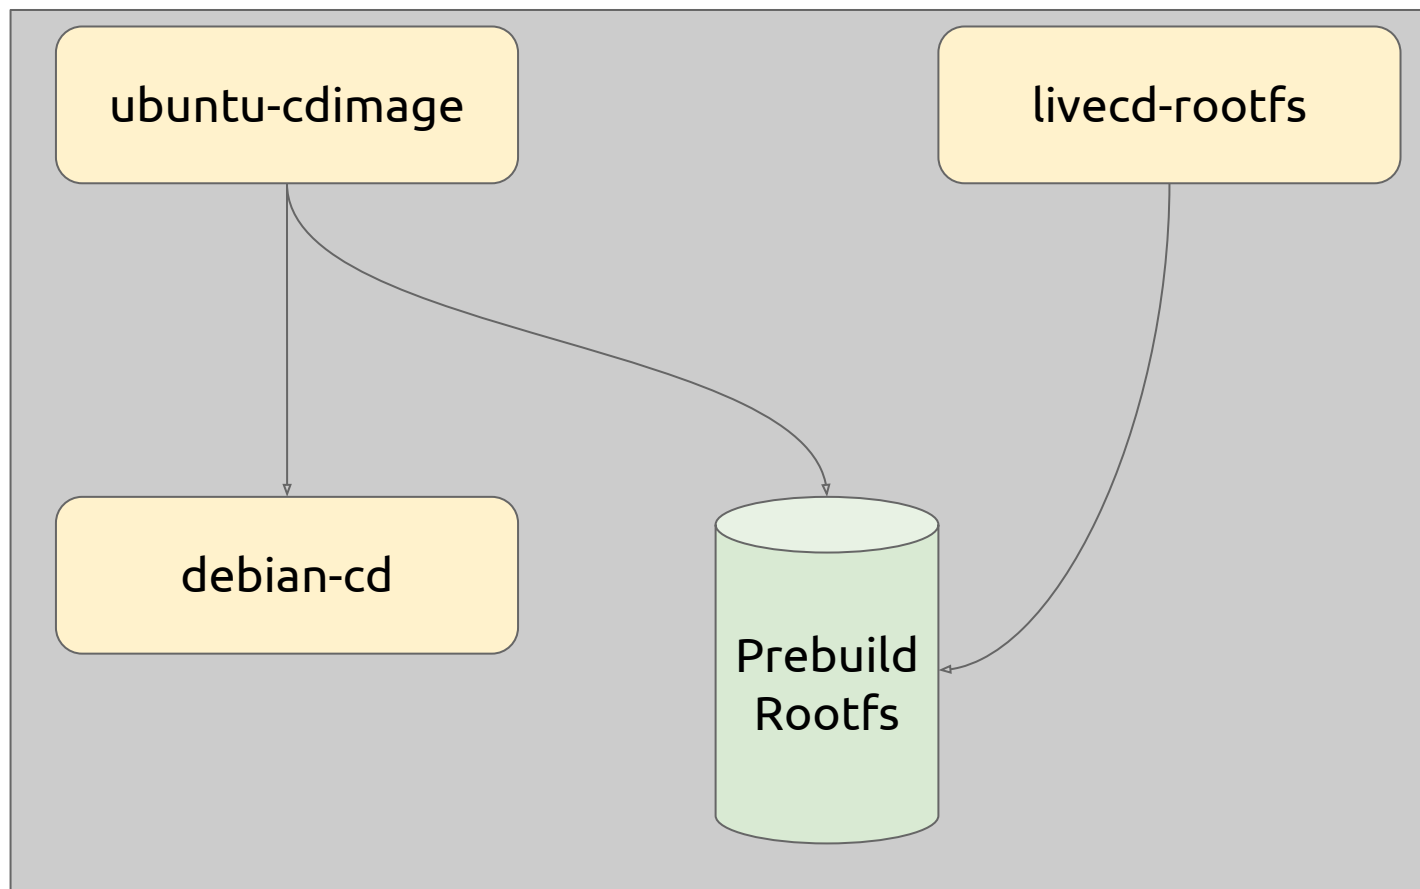 ubuntu-cdimage
livecd-rootfs
debian-cd
Prebuild
Rootfs